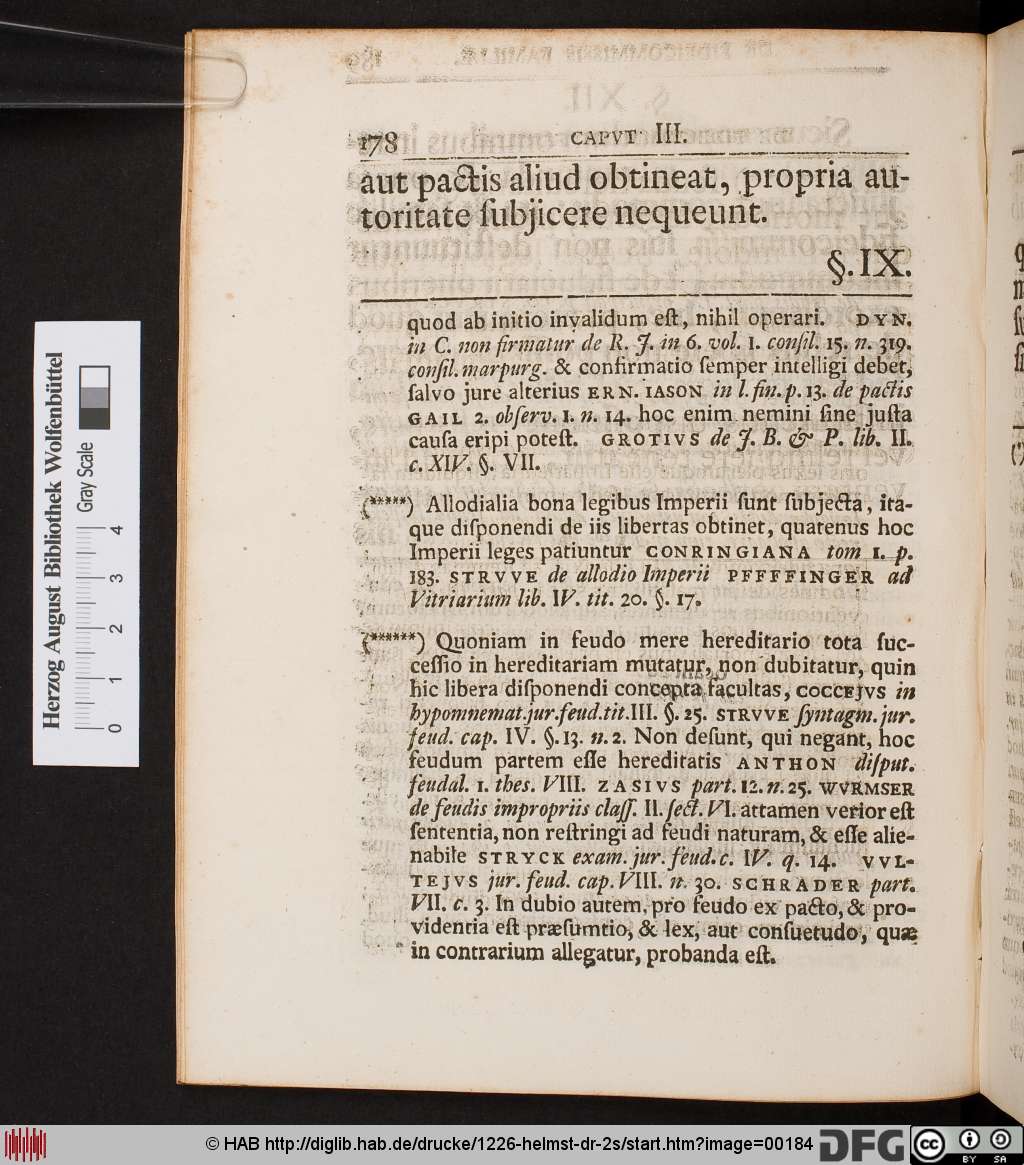 178 CAPVT III.
aut pactis aliud obtineat, propria au-
toritate ſubjicere nequeunt.
§. IX.
quod ab initio invalidum eſt, nihil operari. DYN.
in C. non firmatur de R. J. in 6. vol. I. conſil. 15. n. 319.
conſil. marpurg. & confirmatio ſemper intelligi debet,
ſalvo jure alterius ERN. IASON in l. fin. p. 13. de pactis
GAIL 2. obſerv. I. n. 14. hoc enim nemini ſine juſta
cauſa eripi poteſt. GROTIVS de J. B. & P. lib. II.
c. XIV. §. VII.
(*****) Allodialia bona legibus Imperii ſunt ſubjecta, ita-
que diſponendi de iis libertas obtinet, quatenus hoc
Imperii leges patiuntur CONRINGIANA tom I. p.
183. STRVVE de allodio Imperii PFFFFINGER ad
Vitriarium lib. IV. tit. 20. §. 17.
(******) Quoniam in feudo mere hereditario tota ſuc-
ceſſio in hereditariam mutatur, non dubitatur, quin
hic libera diſponendi concepta facultas, COCCEJVS in
hypomnemat. jur. feud. tit. III. §. 25. STRVVE ſyntagm. jur.
feud. cap. IV. §. 13. n. 2. Non deſunt, qui negant, hoc
feudum partem eſſe hereditatis ANTHON diſput.
feudal. I. thes. VIII. ZASIVS part. 12. n. 25. WVRMSER
de feudis impropriis claſſ. II. ſect. VI. attamen verior eſt
ſententia, non reſtringi ad feudi naturam, & eſſe alie-
nabile STRYCK exam. jur. feud. c. IV. q. 14. VVL-
TEJVS jur. feud. cap. VIII. n. 30. SCHRADER part.
VII. c. 3. In dubio autem, pro feudo ex pacto, & pro-
videntia eſt præſumtio, & lex, aut conſuetudo, quæ
in contrarium allegatur, probanda eſt.
Herzog August Bibliothek Wolfenbüttel
Gray Scale
0 1 2 3 4
© HAB http://diglib.hab.de/drucke/1226-helmst-dr-2s/start.htm?image=00184
DFG
cc BY SA